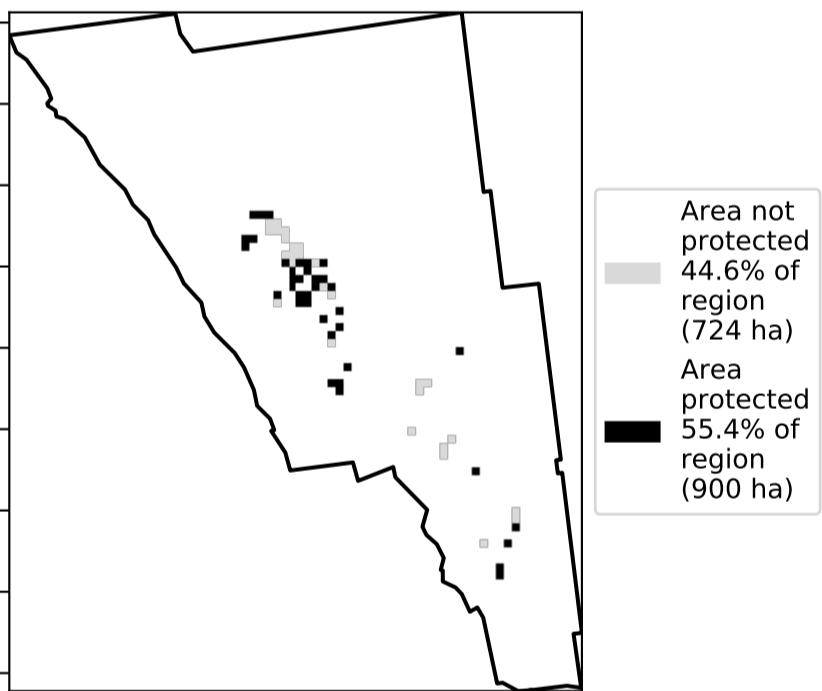 Area not
protected
44.6% of
region
(724 ha)
Area
protected
55.4% of
region
(900 ha)